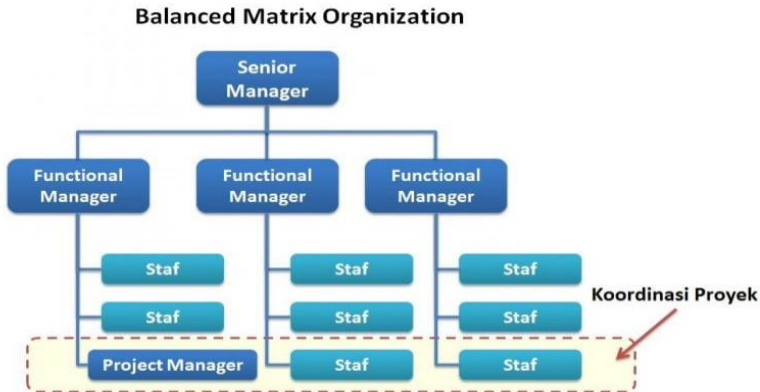 Balanced Matrix Organization
Senior
Manager
Functional
Manager
Functional
Manager
Functional
Manager
Staf
Staf
Staf
Staf
Staf
Staf
Koordinasi Proyek
Project Manager
Staf
Staf